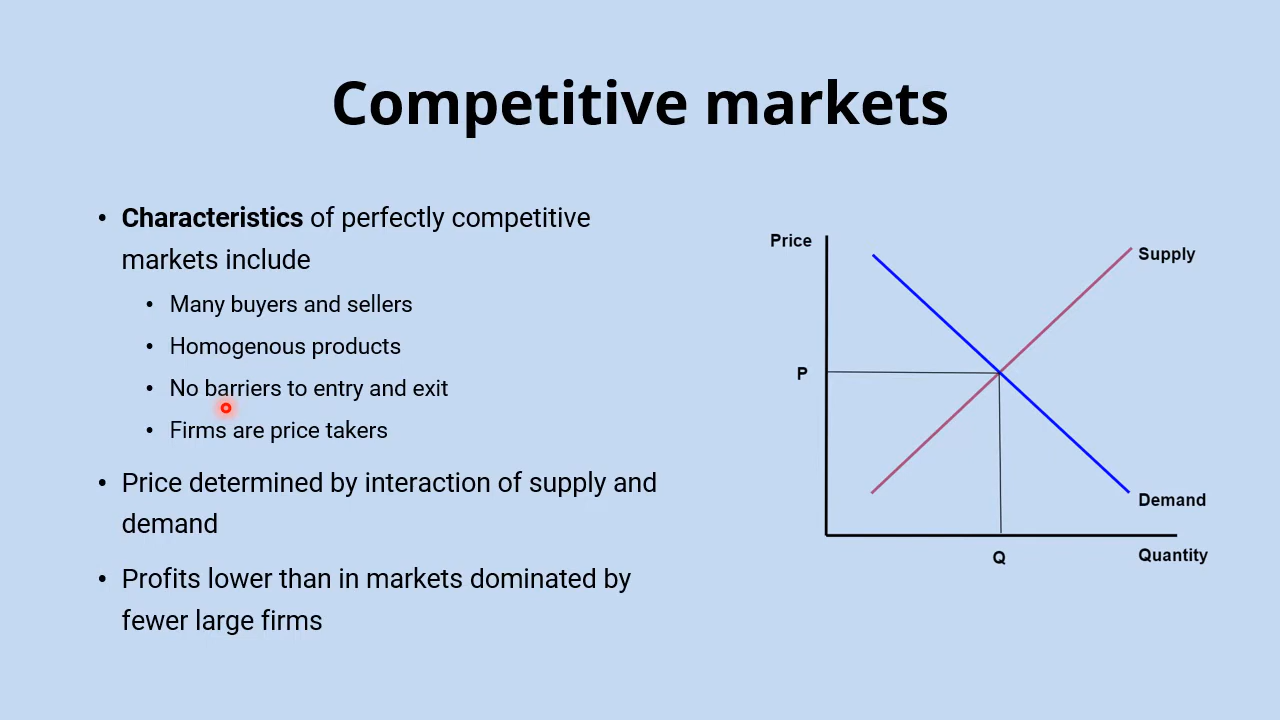 Competitive markets
• Characteristics of perfectly competitive
markets include
• Many buyers and sellers
• Homogenous products
• No barriers to entry and exit
• Firms are price takers
• Price determined by interaction of supply and
demand
• Profits lower than in markets dominated by
fewer large firms
Price
Supply
P
Demand
Q
Quantity